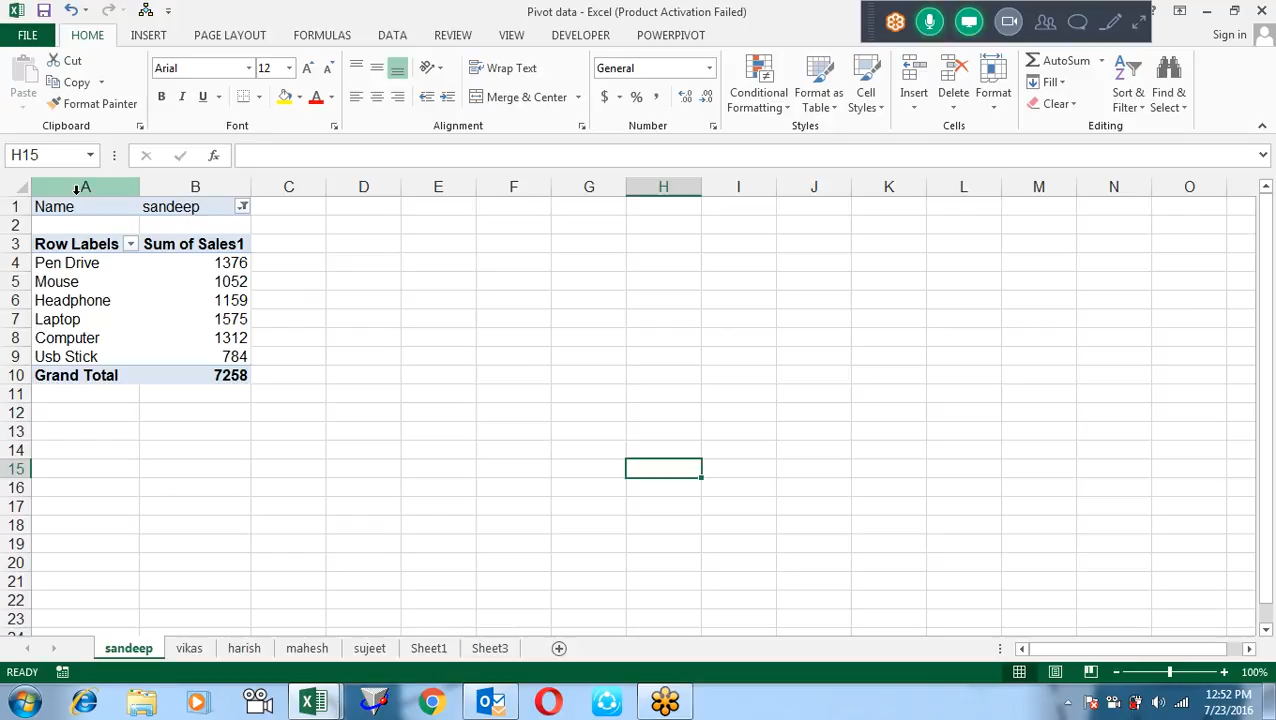 Pivot data - Excel (Product Activation Failed)
FILE HOME INSERT PAGE LAYOUT FORMULAS DATA REVIEW VIEW DEVELOPER POWERPIVOT Sign in
Paste
Cut
Copy
Format Painter
Clipboard
Arial 12
B I U
Font
Wrap Text
Merge & Center
Alignment
General
$ % ,
Number
Conditional Formatting
Format as Table
Cell Styles
Styles
Insert
Delete
Format
Cells
AutoSum
Fill
Clear
Sort & Filter
Find & Select
Editing
H15
fx
A B C D E F G H I J K L M N O
1 Name sandeep
2
3 Row Labels Sum of Sales1
4 Pen Drive 1376
5 Mouse 1052
6 Headphone 1159
7 Laptop 1575
8 Computer 1312
9 Usb Stick 784
10 Grand Total 7258
11
12
13
14
15
16
17
18
19
20
21
22
23
sandeep vikas harish mahesh sujeet Sheet1 Sheet3
READY
100%
12:52 PM
7/23/2016